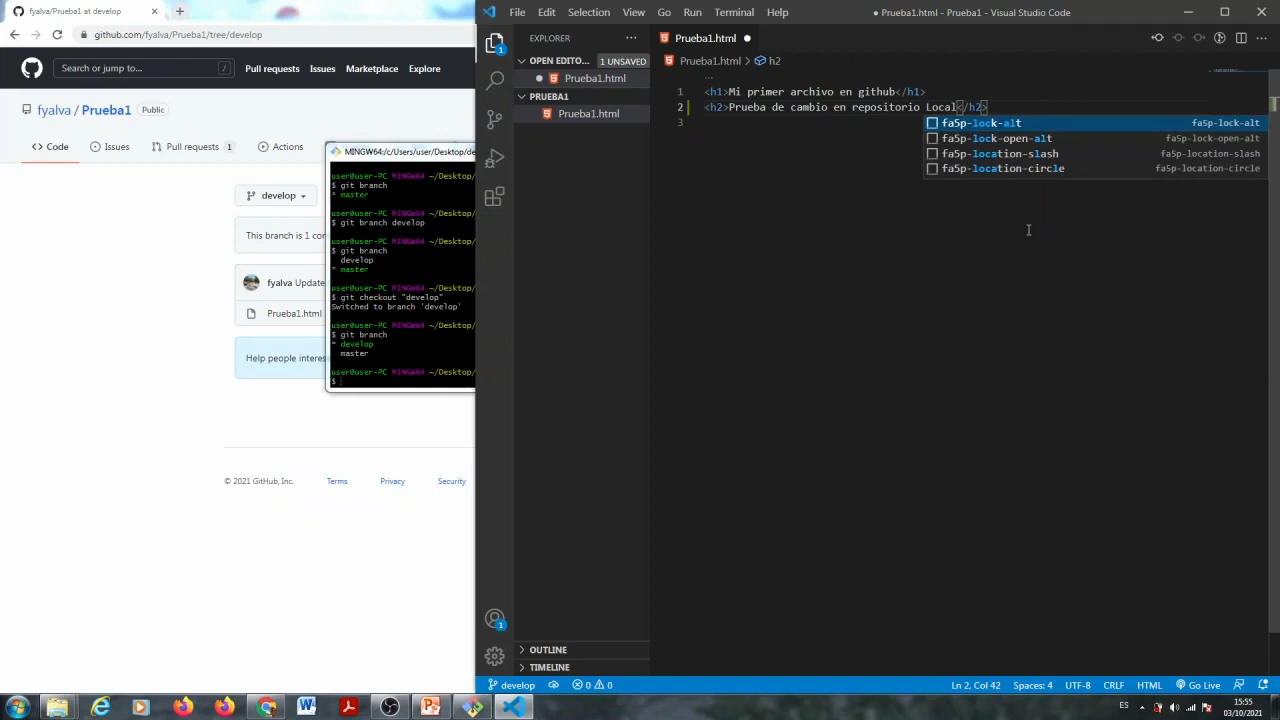 fyalva/Prueba1 at develop
github.com/fyalva/Prueba1/tree/develop
Search or jump to...
/
Pull requests
Issues
Marketplace
Explore
fyalva / Prueba1
Public
Code
Issues
Pull requests 1
Actions
develop
This branch is 1 com
fyalva Update
Prueba1.html
Help people interes
© 2021 GitHub, Inc.
Terms
Privacy
Security
MINGW64:/c/Users/user/Desktop/de
user@user-PC MINGW64 ~/Desktop/
$ git branch
* master
user@user-PC MINGW64 ~/Desktop/
$ git branch develop
user@user-PC MINGW64 ~/Desktop/
$ git branch
develop
* master
user@user-PC MINGW64 ~/Desktop/
$ git checkout "develop"
Switched to branch 'develop'
user@user-PC MINGW64 ~/Desktop/
$ git branch
* develop
master
user@user-PC MINGW64 ~/Desktop/
$
File Edit Selection View Go Run Terminal Help
● Prueba1.html - Prueba1 - Visual Studio Code
1
EXPLORER
OPEN EDITO... 1 UNSAVED
Prueba1.html
PRUEBA1
Prueba1.html
OUTLINE
TIMELINE
1
Prueba1.html ●
Prueba1.html > h2
...
1 <h1>Mi primer archivo en github</h1>
2 <h2>Prueba de cambio en repositorio Local</h2>
3
fa5p-lock-alt fa5p-lock-alt
fa5p-lock-open-alt fa5p-lock-open-alt
fa5p-location-slash fa5p-location-slash
fa5p-location-circle fa5p-location-circle
develop
0 0
Ln 2, Col 42
Spaces: 4
UTF-8
CRLF
HTML
Go Live
ES
15:55
03/10/2021